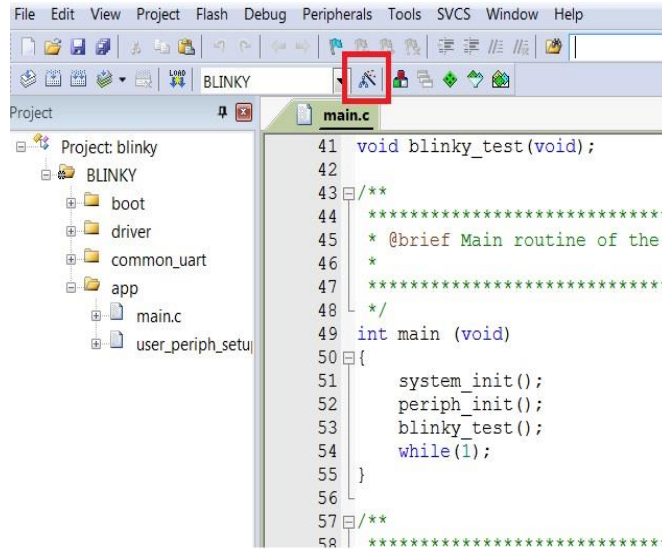 File Edit View Project Flash Debug Peripherals Tools SVCS Window Help
LOAD
BLINKY
Project
main.c
Project: blinky
BLINKY
boot
driver
common_uart
app
main.c
user_periph_setu
41 void blinky_test(void);
42
43 /**
44 *****************************
45 * @brief Main routine of the
46 *
47 *****************************
48 */
49 int main (void)
50 {
51 system_init();
52 periph_init();
53 blinky_test();
54 while(1);
55 }
56
57 /**
58 *****************************